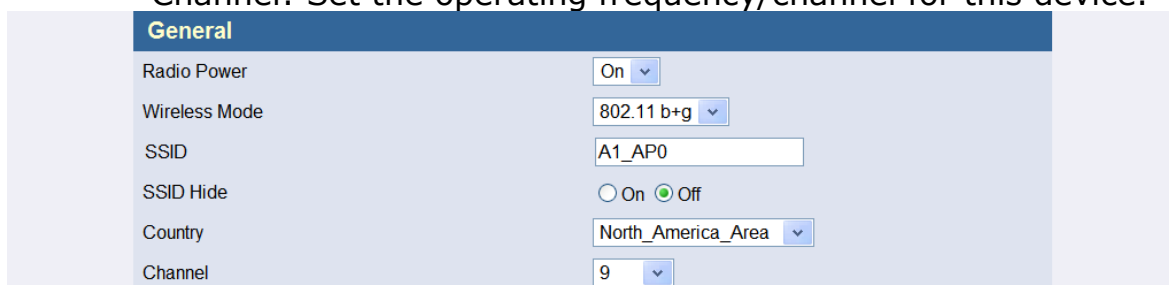 Channel: Set the operating frequency/channel for this device.
General
Radio Power On
Wireless Mode 802.11 b+g
SSID A1_AP0
SSID Hide On Off
Country North_America_Area
Channel 9